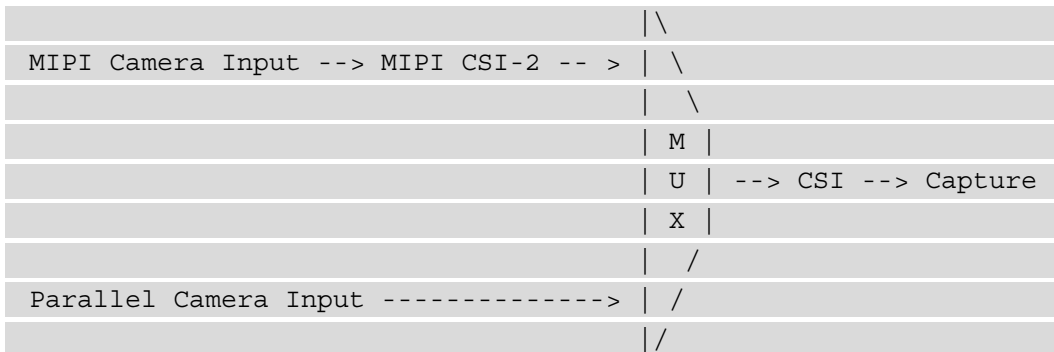 |\
MIPI Camera Input --> MIPI CSI-2 -- > | \
| \
| M |
| U | --> CSI --> Capture
| X |
| /
Parallel Camera Input --------------> | /
|/